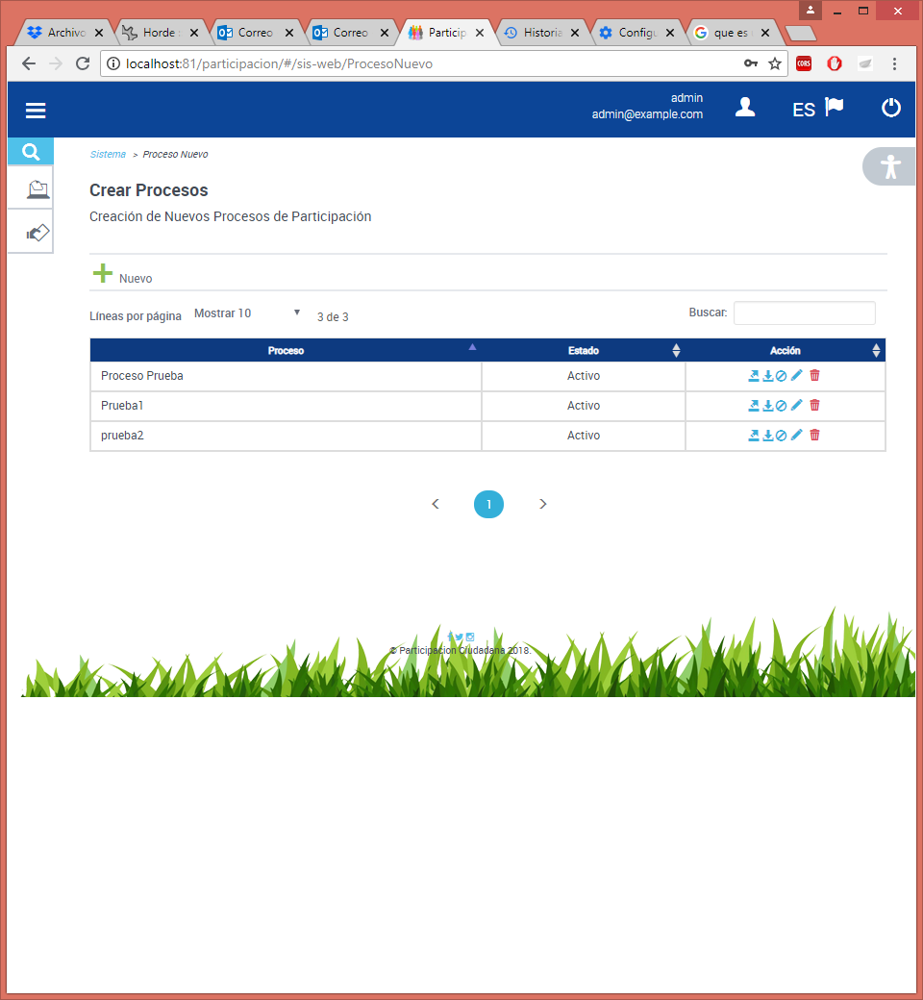 Archivo
Horde
Correo
Correo
Particip
Historia
Configu
que es
localhost:81/participacion/#/sis-web/ProcesoNuevo
CORS
admin
admin@example.com
ES
Sistema > Proceso Nuevo
Crear Procesos
Creación de Nuevos Procesos de Participación
Nuevo
Líneas por página Mostrar 10 3 de 3 Buscar:
Proceso Estado Acción
Proceso Prueba Activo
Prueba1 Activo
prueba2 Activo
< 1 >
© Participacion Ciudadana 2018.